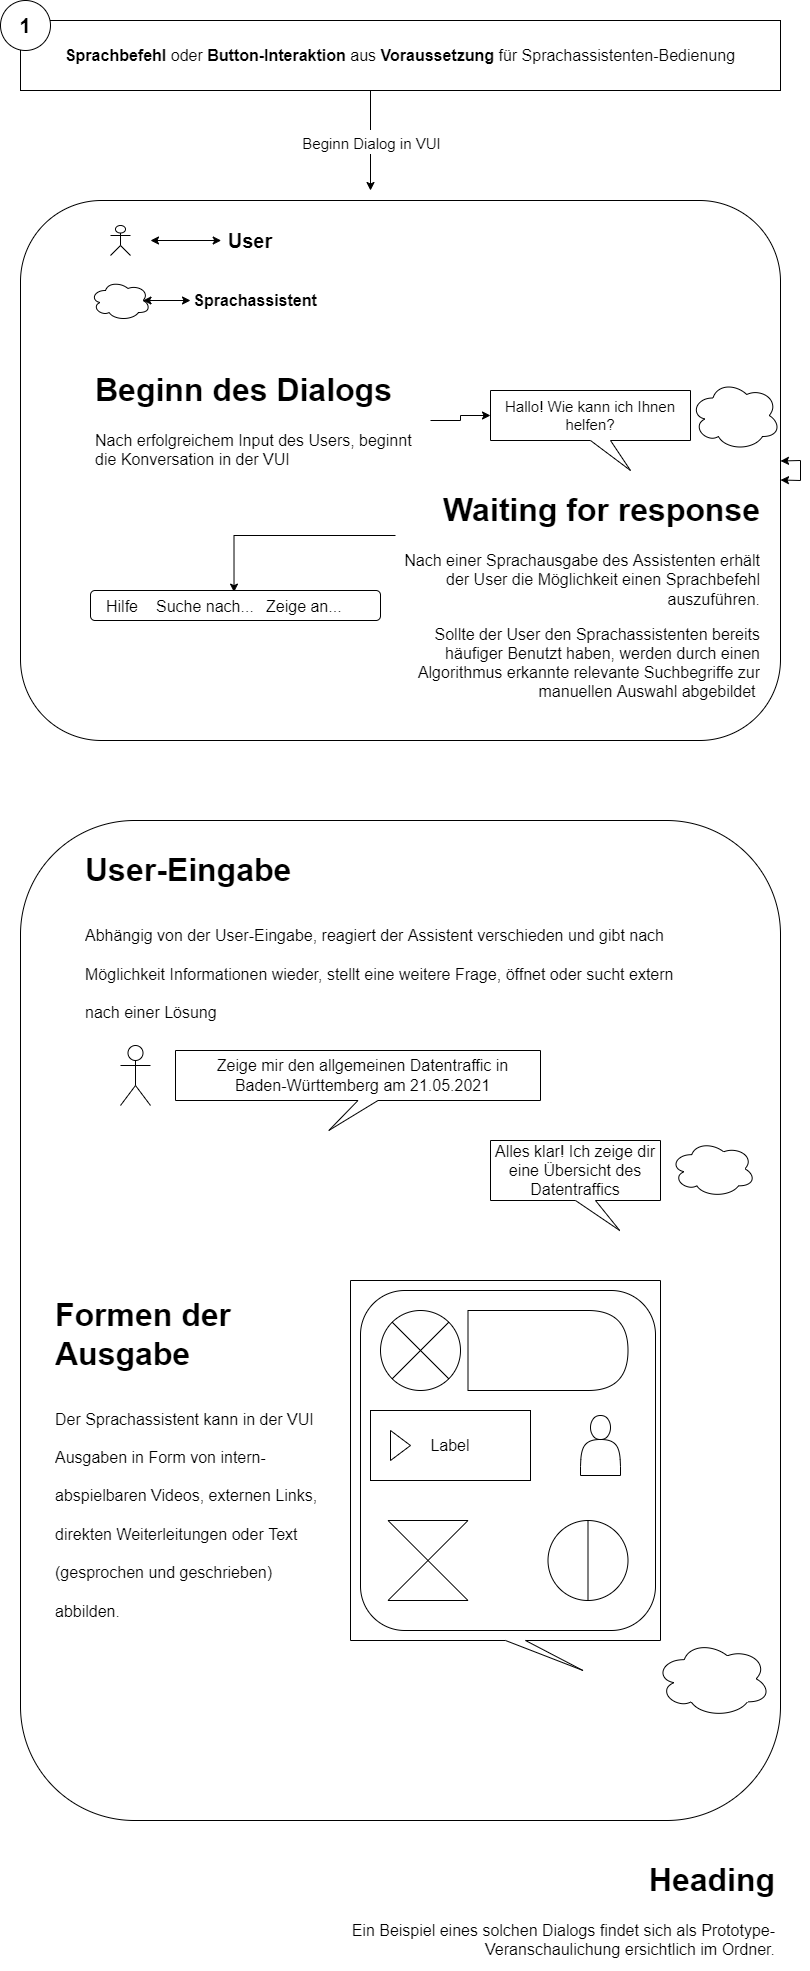 1
Sprachbefehl oder Button-Interaktion aus Voraussetzung für Sprachassistenten-Bedienung
Beginn Dialog in VUI
User
Sprachassistent
Beginn des Dialogs
Nach erfolgreichem Input des Users, beginnt
die Konversation in der VUI
Hallo! Wie kann ich Ihnen
helfen?
Waiting for response
Nach einer Sprachausgabe des Assistenten erhält
der User die Möglichkeit einen Sprachbefehl
auszuführen.
Hilfe Suche nach... Zeige an...
Sollte der User den Sprachassistenten bereits
häufiger Benutzt haben, werden durch einen
Algorithmus erkannte relevante Suchbegriffe zur
manuellen Auswahl abgebildet
User-Eingabe
Abhängig von der User-Eingabe, reagiert der Assistent verschieden und gibt nach
Möglichkeit Informationen wieder, stellt eine weitere Frage, öffnet oder sucht extern
nach einer Lösung
Zeige mir den allgemeinen Datentraffic in
Baden-Württemberg am 21.05.2021
Alles klar! Ich zeige dir
eine Übersicht des
Datentraffics
Formen der
Ausgabe
Der Sprachassistent kann in der VUI
Ausgaben in Form von intern-
abspielbaren Videos, externen Links,
direkten Weiterleitungen oder Text
(gesprochen und geschrieben)
abbilden.
Label
Heading
Ein Beispiel eines solchen Dialogs findet sich als Prototype-
Veranschaulichung ersichtlich im Ordner.